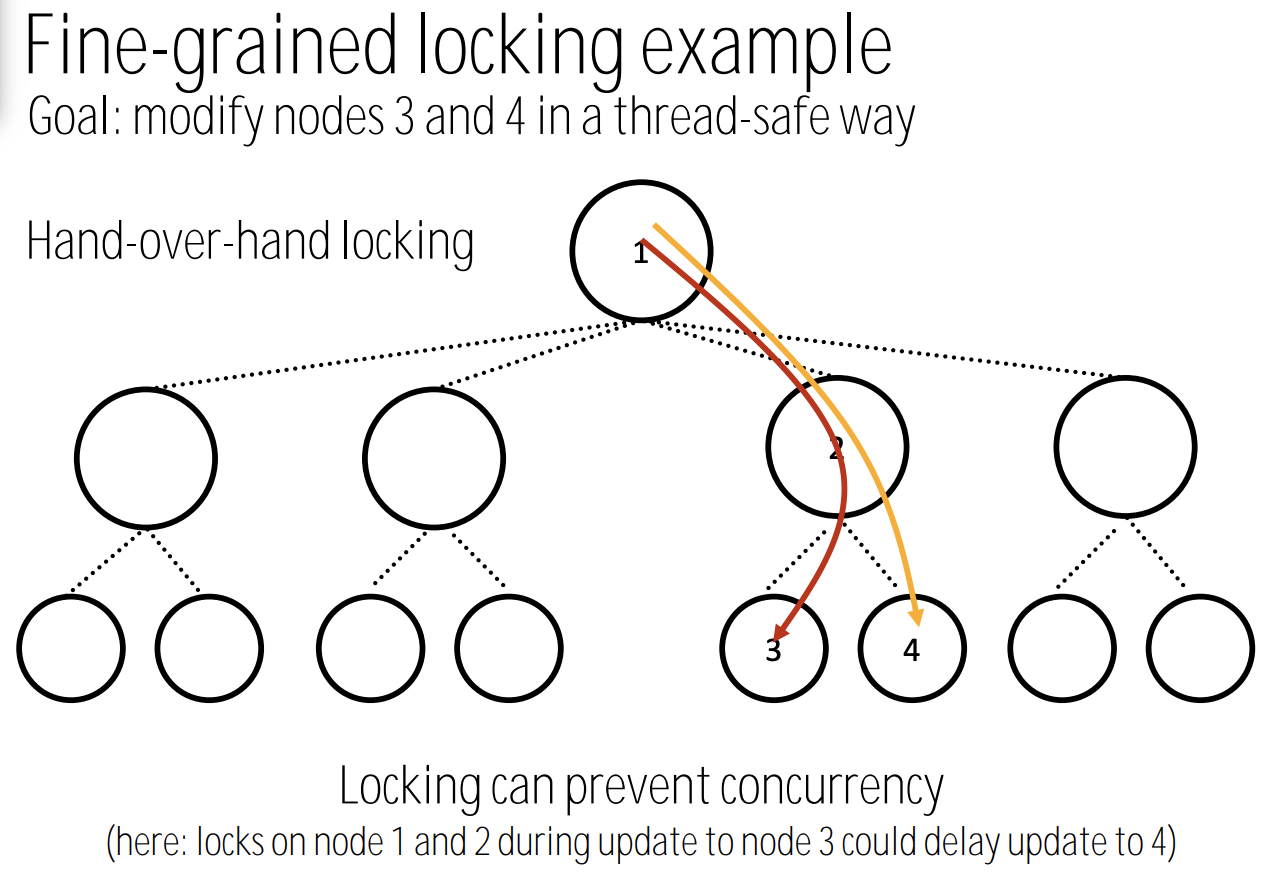 Fine-grained locking example
Goal: modify nodes 3 and 4 in a thread-safe way
Hand-over-hand locking
1
2
3
4
Locking can prevent concurrency
(here: locks on node 1 and 2 during update to node 3 could delay update to 4)